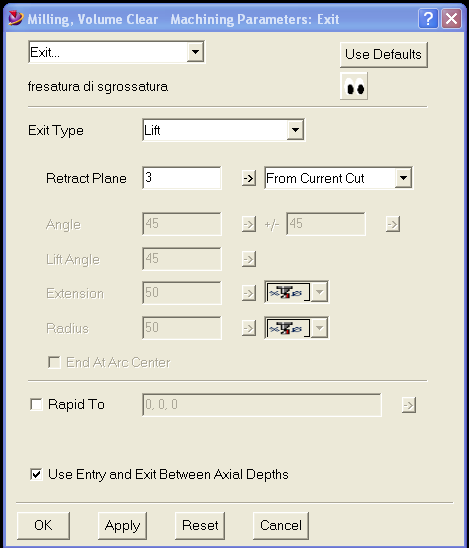 Milling, Volume Clear Machining Parameters: Exit
Exit...
Use Defaults
fresatura di sgrossatura
Exit Type Lift
Retract Plane 3 -> From Current Cut
Angle 45 -> +/- 45 ->
Lift Angle 45 ->
Extension 50 ->
Radius 50 ->
End At Arc Center
Rapid To 0, 0, 0 ->
Use Entry and Exit Between Axial Depths
OK Apply Reset Cancel